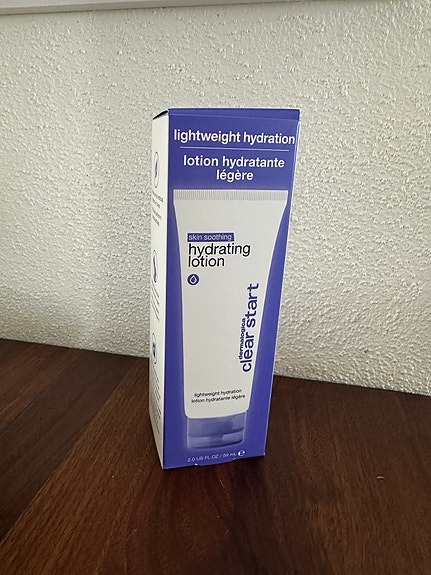 lightweight hydration
lotion hydratante
légère
skin soothing
hydrating
lotion
dermalogica
clear start
lightweight hydration
lotion hydratante légère
2.0 US FL OZ / 59 mL e